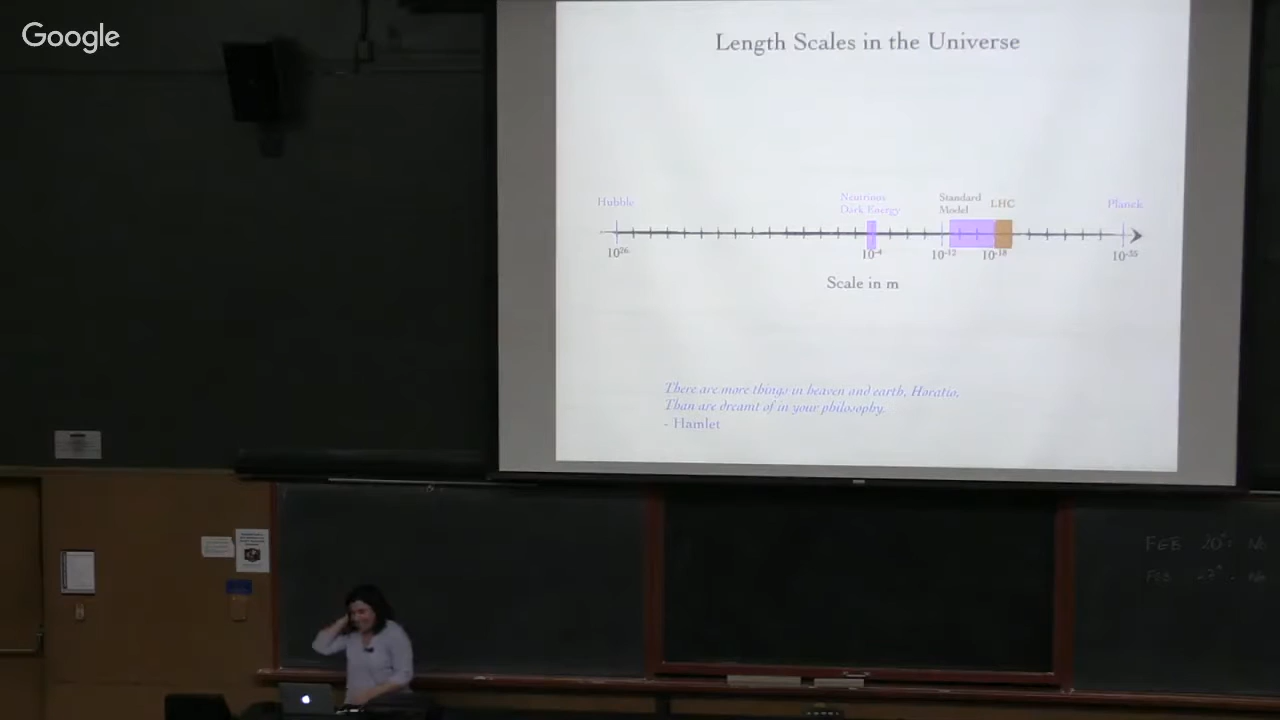 Google
Length Scales in the Universe
Hubble
Neutrinos
Dark Energy
Standard
Model
LHC
Planck
10²⁶
10⁻⁴
10⁻¹²
10⁻¹⁸
10⁻³⁵
Scale in m
There are more things in heaven and earth, Horatio,
Than are dreamt of in your philosophy.
- Hamlet
FEB
FEB